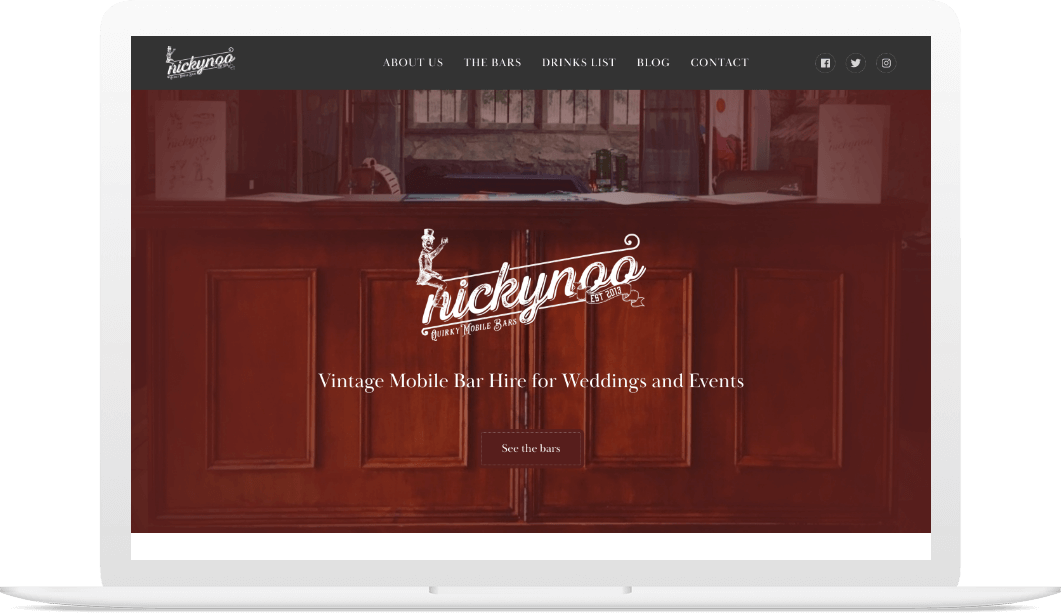 nickynoo
ABOUT US THE BARS DRINKS LIST BLOG CONTACT
nickynoo
EST 2013
Quirky Mobile Bars
Vintage Mobile Bar Hire for Weddings and Events
See the bars